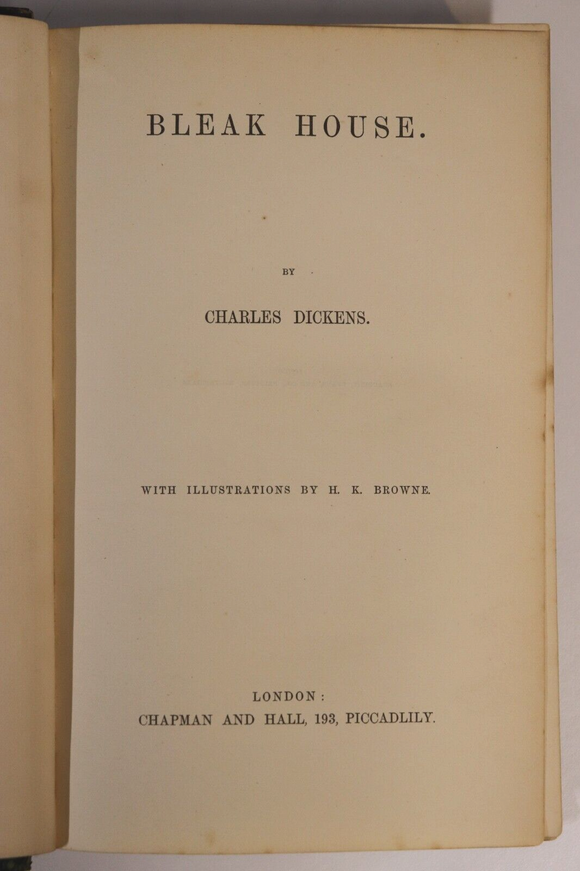 BLEAK HOUSE.
BY
CHARLES DICKENS.
WITH ILLUSTRATIONS BY H. K. BROWNE.
LONDON:
CHAPMAN AND HALL, 193, PICCADLILY.